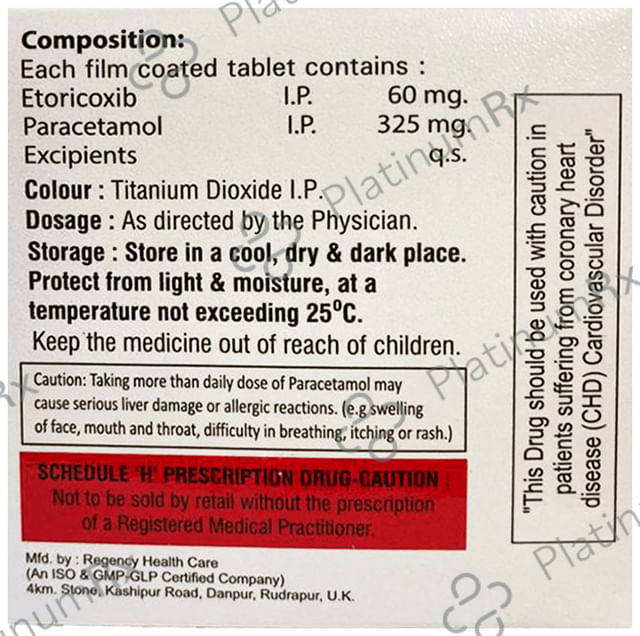 Composition:
Each film coated tablet contains :
Etoricoxib I.P. 60 mg.
Paracetamol I.P. 325 mg.
Excipients q.s.
Colour : Titanium Dioxide I.P.
Dosage : As directed by the Physician.
Storage : Store in a cool, dry & dark place.
Protect from light & moisture, at a
temperature not exceeding 25⁰C.
Keep the medicine out of reach of children.
Caution: Taking more than daily dose of Paracetamol may
cause serious liver damage or allergic reactions. (e.g swelling
of face, mouth and throat, difficulty in breathing, itching or rash.)
SCHEDULE 'H' PRESCRIPTION DRUG-CAUTION :
Not to be sold by retail without the prescription
of a Registered Medical Practitioner.
Mfd. by : Regency Health Care
(An ISO & GMP-GLP Certified Company)
4km. Stone, Kashipur Road, Danpur, Rudrapur, U.K.
"This Drug should be used with caution in
patients suffering from coronary heart
disease (CHD) Cardiovascular Disorder"
PlatinumRx
PlatinumRx
PlatinumRx